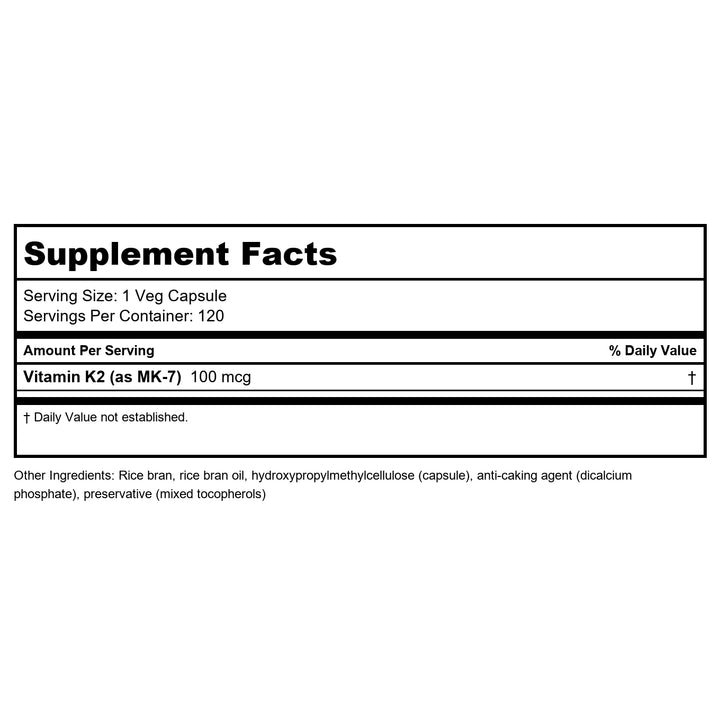 Supplement Facts
Serving Size: 1 Veg Capsule
Servings Per Container: 120
Amount Per Serving % Daily Value
Vitamin K2 (as MK-7) 100 mcg †
† Daily Value not established.
Other Ingredients: Rice bran, rice bran oil, hydroxypropylmethylcellulose (capsule), anti-caking agent (dicalcium
phosphate), preservative (mixed tocopherols)